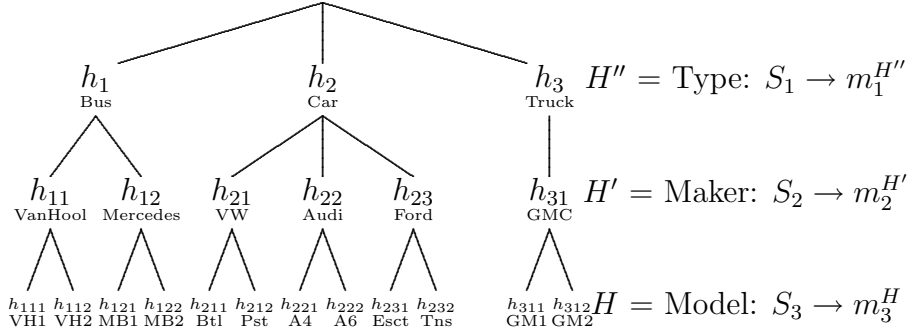 h₁ h₂ h₃ H″ = Type: S₁ → m₁^{H″}
Bus Car Truck
h₁₁ h₁₂ h₂₁ h₂₂ h₂₃ h₃₁ H′ = Maker: S₂ → m₂^{H′}
VanHool Mercedes VW Audi Ford GMC
h₁₁₁ h₁₁₂ h₁₂₁ h₁₂₂ h₂₁₁ h₂₁₂ h₂₂₁ h₂₂₂ h₂₃₁ h₂₃₂ h₃₁₁ h₃₁₂ H = Model: S₃ → m₃^{H}
VH1 VH2 MB1 MB2 Btl Pst A4 A6 Esct Tns GM1 GM2